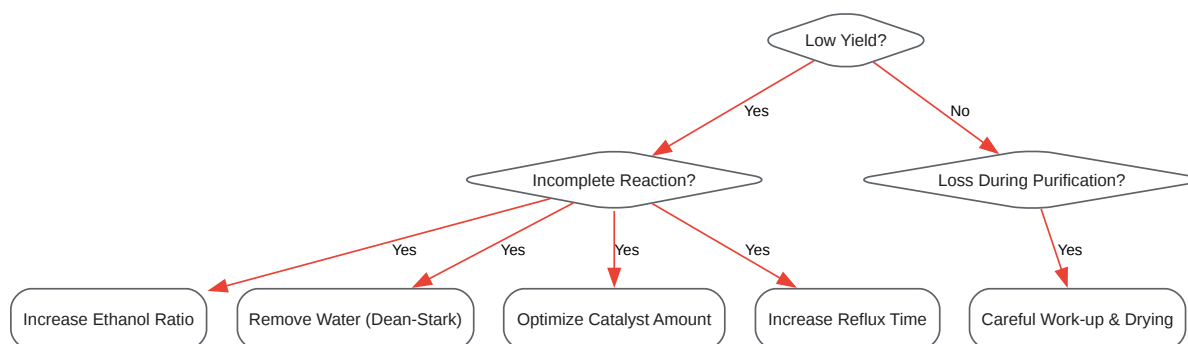 Low Yield?
Yes
No
Incomplete Reaction?
Loss During Purification?
Yes
Yes
Yes
Yes
Yes
Increase Ethanol Ratio
Remove Water (Dean-Stark)
Optimize Catalyst Amount
Increase Reflux Time
Careful Work-up & Drying